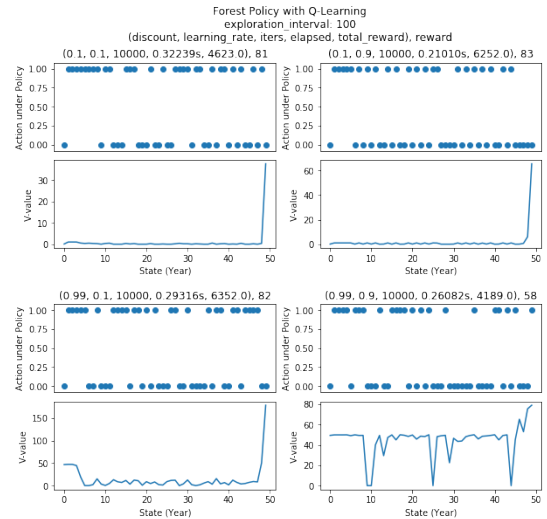 Forest Policy with Q-Learning
exploration_interval: 100
(discount, learning_rate, iters, elapsed, total_reward), reward
(0.1, 0.1, 10000, 0.32239s, 4623.0), 81
Action under Policy
1.00
0.75
0.50
0.25
0.00
V-value
30
20
10
0
0 10 20 30 40 50
State (Year)
(0.1, 0.9, 10000, 0.21010s, 6252.0), 83
Action under Policy
1.00
0.75
0.50
0.25
0.00
V-value
60
40
20
0
0 10 20 30 40 50
State (Year)
(0.99, 0.1, 10000, 0.29316s, 6352.0), 82
Action under Policy
1.00
0.75
0.50
0.25
0.00
V-value
150
100
50
0
0 10 20 30 40 50
State (Year)
(0.99, 0.9, 10000, 0.26082s, 4189.0), 58
Action under Policy
1.00
0.75
0.50
0.25
0.00
V-value
80
60
40
20
0
0 10 20 30 40 50
State (Year)